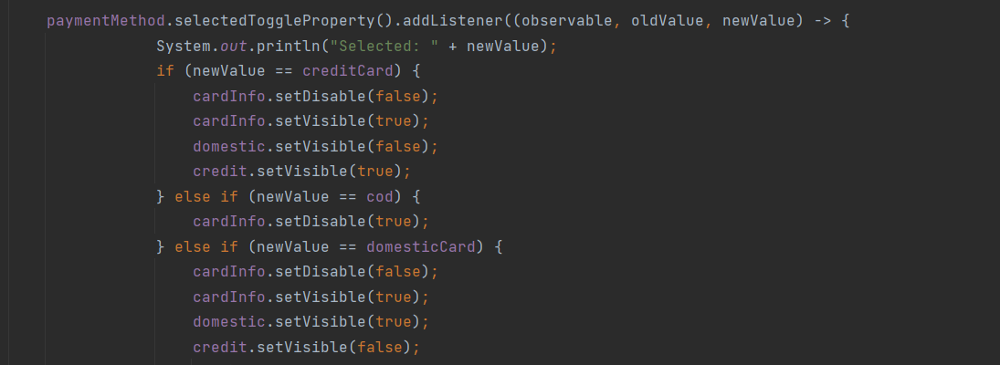 paymentMethod.selectedToggleProperty().addListener((observable, oldValue, newValue) -> {
System.out.println("Selected: " + newValue);
if (newValue == creditCard) {
cardInfo.setDisable(false);
cardInfo.setVisible(true);
domestic.setVisible(false);
credit.setVisible(true);
} else if (newValue == cod) {
cardInfo.setDisable(true);
} else if (newValue == domesticCard) {
cardInfo.setDisable(false);
cardInfo.setVisible(true);
domestic.setVisible(true);
credit.setVisible(false);